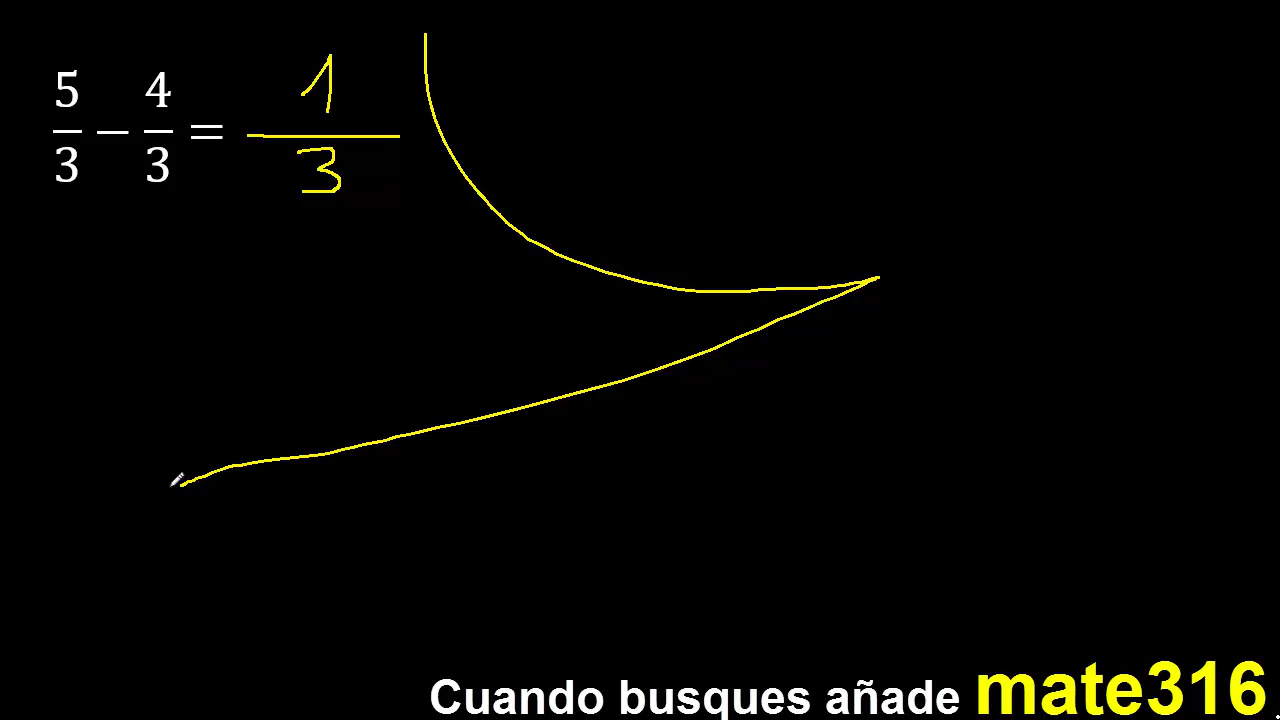 5/3 − 4/3 = 1/3
Cuando busques añade mate316